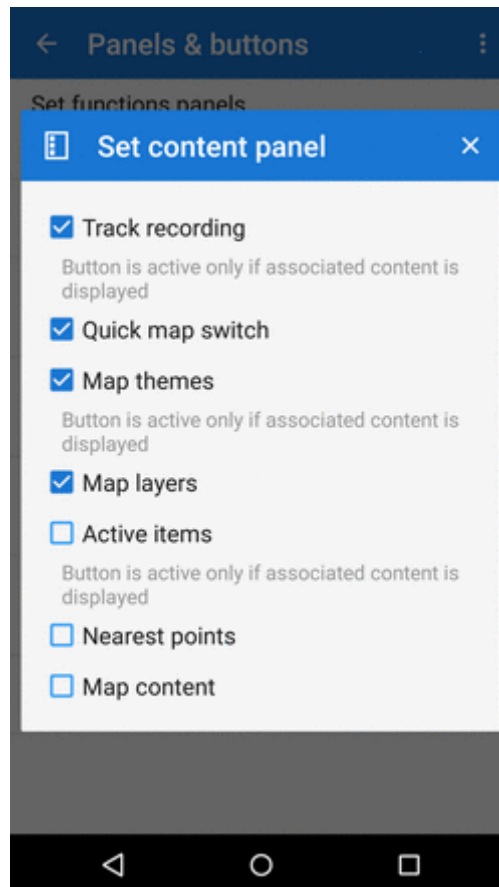 Panels & buttons
Set functions panels
Set content panel
Track recording
Button is active only if associated content is
displayed
Quick map switch
Map themes
Button is active only if associated content is
displayed
Map layers
Active items
Button is active only if associated content is
displayed
Nearest points
Map content